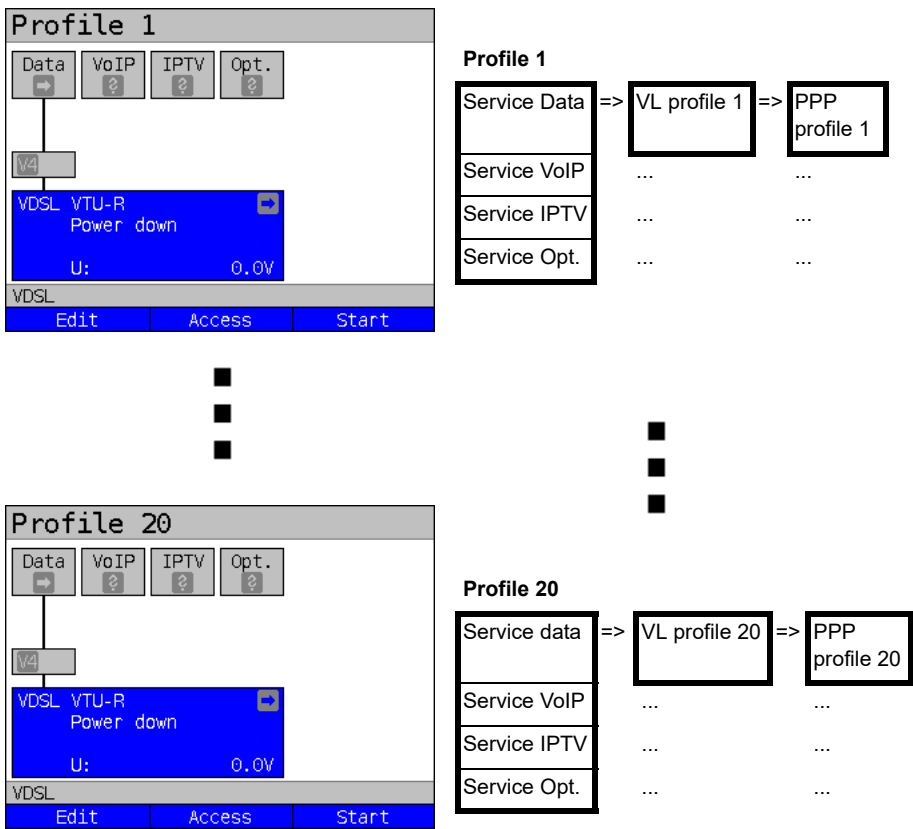 Profile 1
Data VoIP IPTV Opt.
? ? ?
V4
VDSL VTU-R
Power down
U: 0.0V
VDSL
Edit Access Start
Profile 1
Service Data => VL profile 1 => PPP
profile 1
Service VoIP ... ...
Service IPTV ... ...
Service Opt. ... ...
Profile 20
Data VoIP IPTV Opt.
? ? ?
V4
VDSL VTU-R
Power down
U: 0.0V
VDSL
Edit Access Start
Profile 20
Service data => VL profile 20 => PPP
profile 20
Service VoIP ... ...
Service IPTV ... ...
Service Opt. ... ...